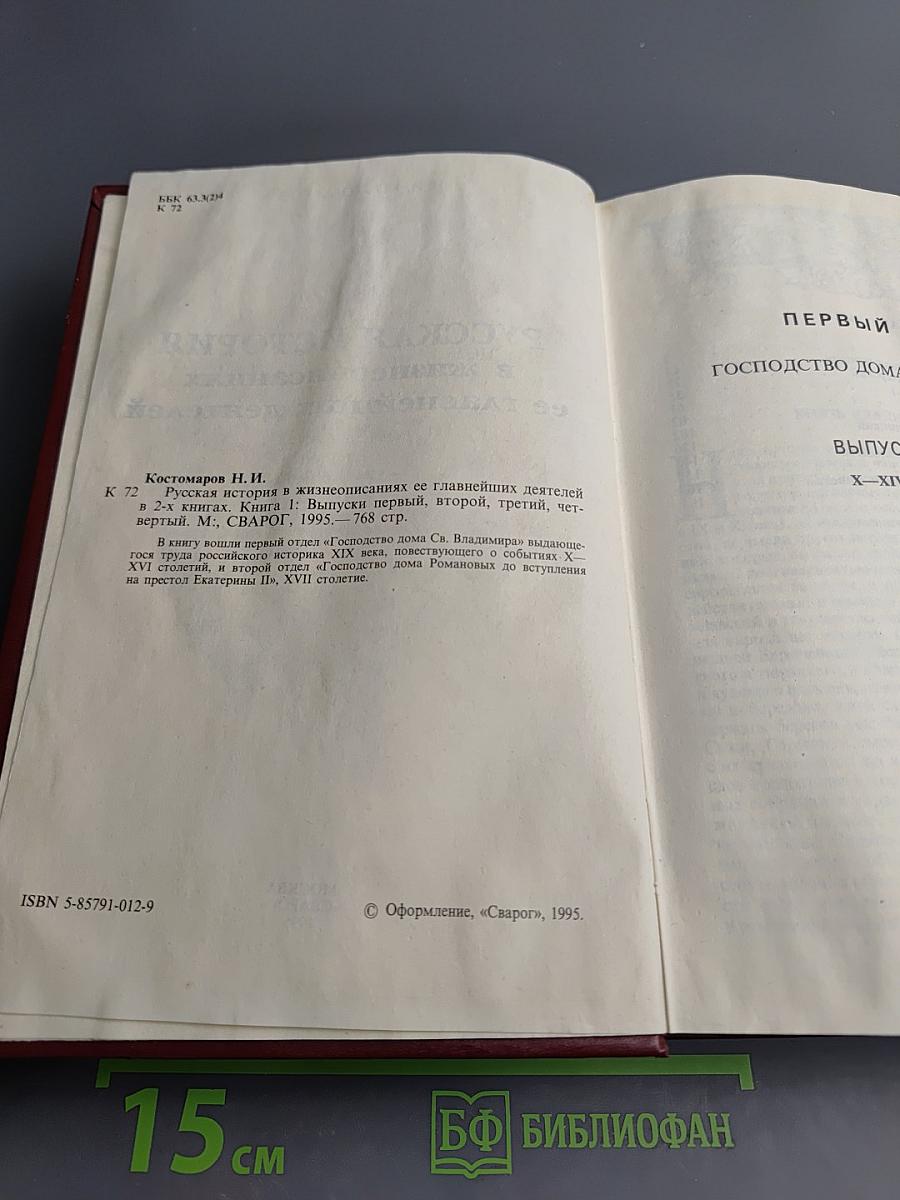 ББК 63.3(2)4
К 72
Костомаров Н. И.
К 72 Русская история в жизнеописаниях ее главнейших деятелей
в 2-х книгах. Книга 1: Выпуски первый, второй, третий, чет-
вертый. М:, СВАРОГ, 1995.— 768 стр.
В книгу вошли первый отдел «Господство дома Св. Владимира» выдающе-
гося труда российского историка XIX века, повествующего о событиях X—
XVI столетий, и второй отдел «Господство дома Романовых до вступления
на престол Екатерины II», XVII столетие.
ISBN 5-85791-012-9
© Оформление, «Сварог», 1995.
ПЕРВЫЙ
ГОСПОДСТВО ДОМА
ВЫПУС
X—XIV
15 см
БФ БИБЛИОФАН